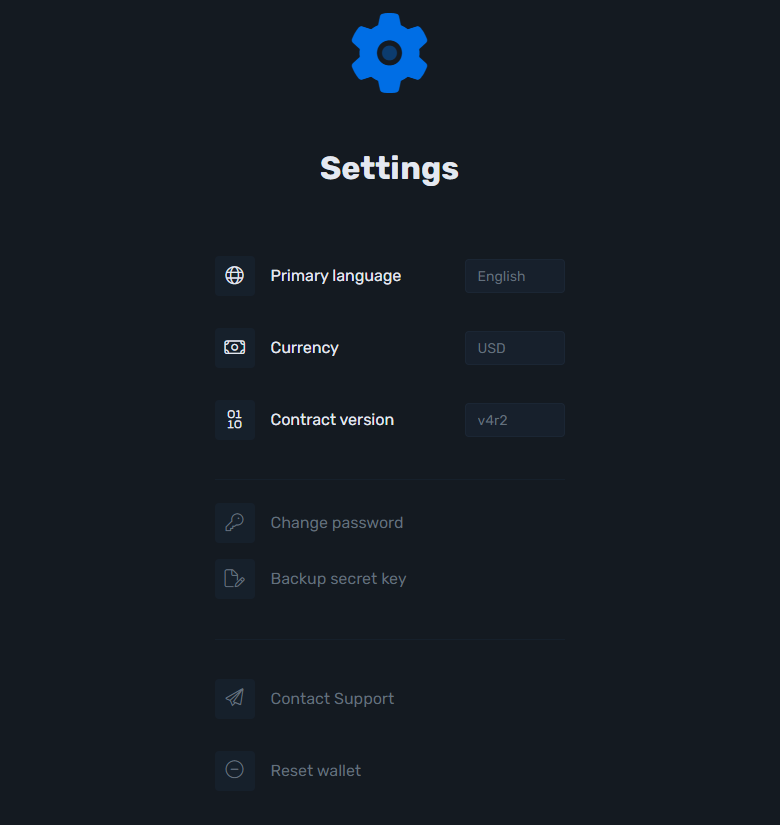 Settings
Primary language
English
Currency
USD
01
10
Contract version
v4r2
Change password
Backup secret key
Contact Support
Reset wallet